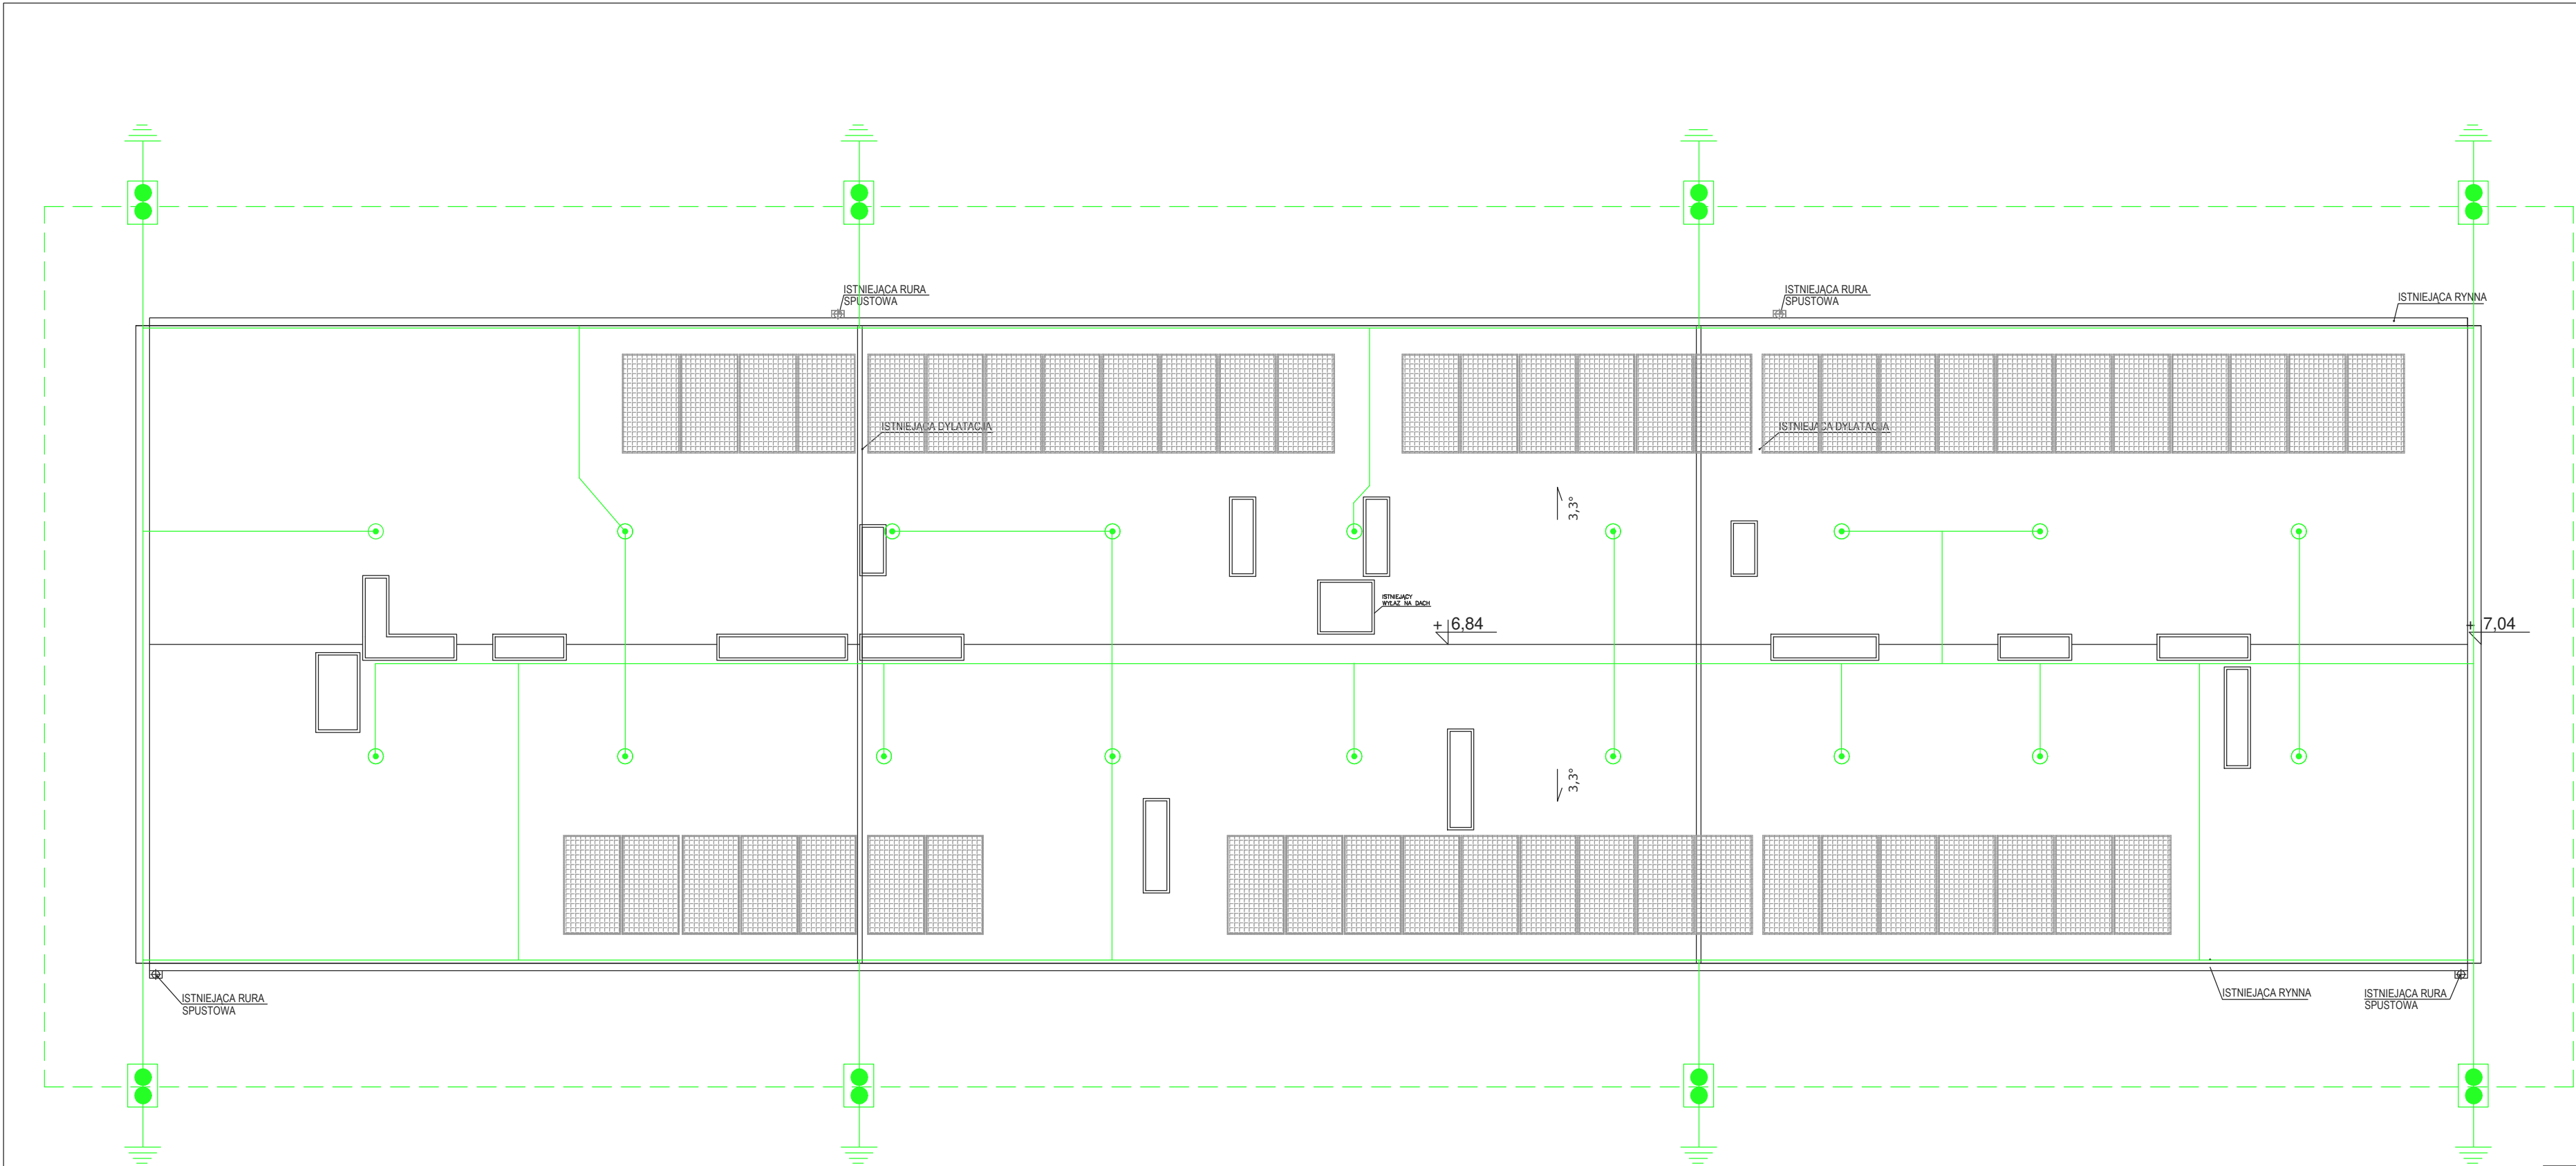 ISTNIEJĄCA RURA
SPUSTOWA
ISTNIEJĄCA RURA
SPUSTOWA
ISTNIEJĄCA RYNNA
ISTNIEJĄCA DYLATACJA
ISTNIEJĄCA DYLATACJA
3,3°
ISTNIEJĄCY
WYŁAZ NA DACH
+ 6,84
+ 7,04
3,3°
ISTNIEJĄCA RURA
SPUSTOWA
ISTNIEJĄCA RYNNA
ISTNIEJĄCA RURA
SPUSTOWA